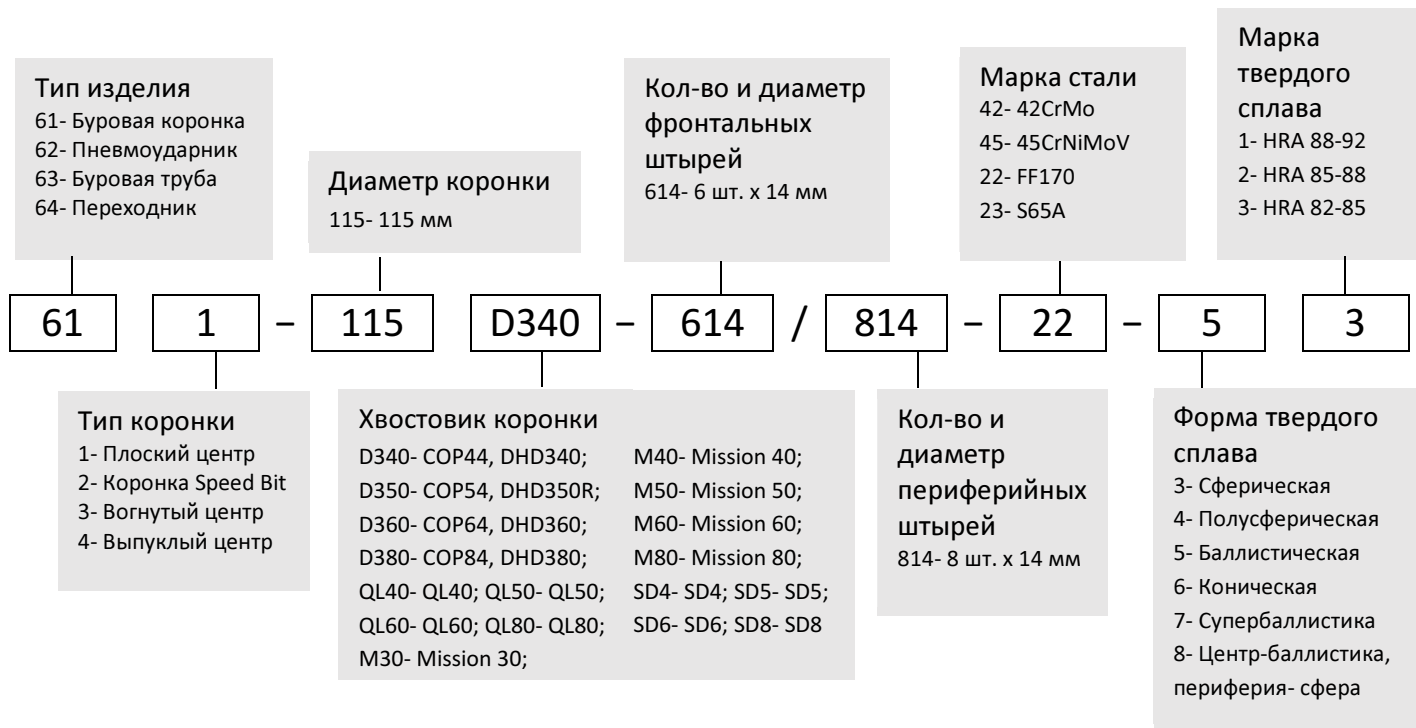 Тип изделия
61- Буровая коронка
62- Пневмоударник
63- Буровая труба
64- Переходник
Диаметр коронки
115- 115 мм
Кол-во и диаметр
фронтальных
штырей
614- 6 шт. х 14 мм
Марка стали
42- 42CrMo
45- 45CrNiMoV
22- FF170
23- S65A
Марка
твердого
сплава
1- HRA 88-92
2- HRA 85-88
3- HRA 82-85
61 1 – 115 D340 – 614 / 814 – 22 – 5 3
Тип коронки
1- Плоский центр
2- Коронка Speed Bit
3- Вогнутый центр
4- Выпуклый центр
Хвостовик коронки
D340- COP44, DHD340;
D350- COP54, DHD350R;
D360- COP64, DHD360;
D380- COP84, DHD380;
QL40- QL40; QL50- QL50;
QL60- QL60; QL80- QL80;
M30- Mission 30;
M40- Mission 40;
M50- Mission 50;
M60- Mission 60;
M80- Mission 80;
SD4- SD4; SD5- SD5;
SD6- SD6; SD8- SD8
Кол-во и
диаметр
периферийных
штырей
814- 8 шт. х 14 мм
Форма твердого
сплава
3- Сферическая
4- Полусферическая
5- Баллистическая
6- Коническая
7- Супербаллистика
8- Центр-баллистика,
периферия- сфера